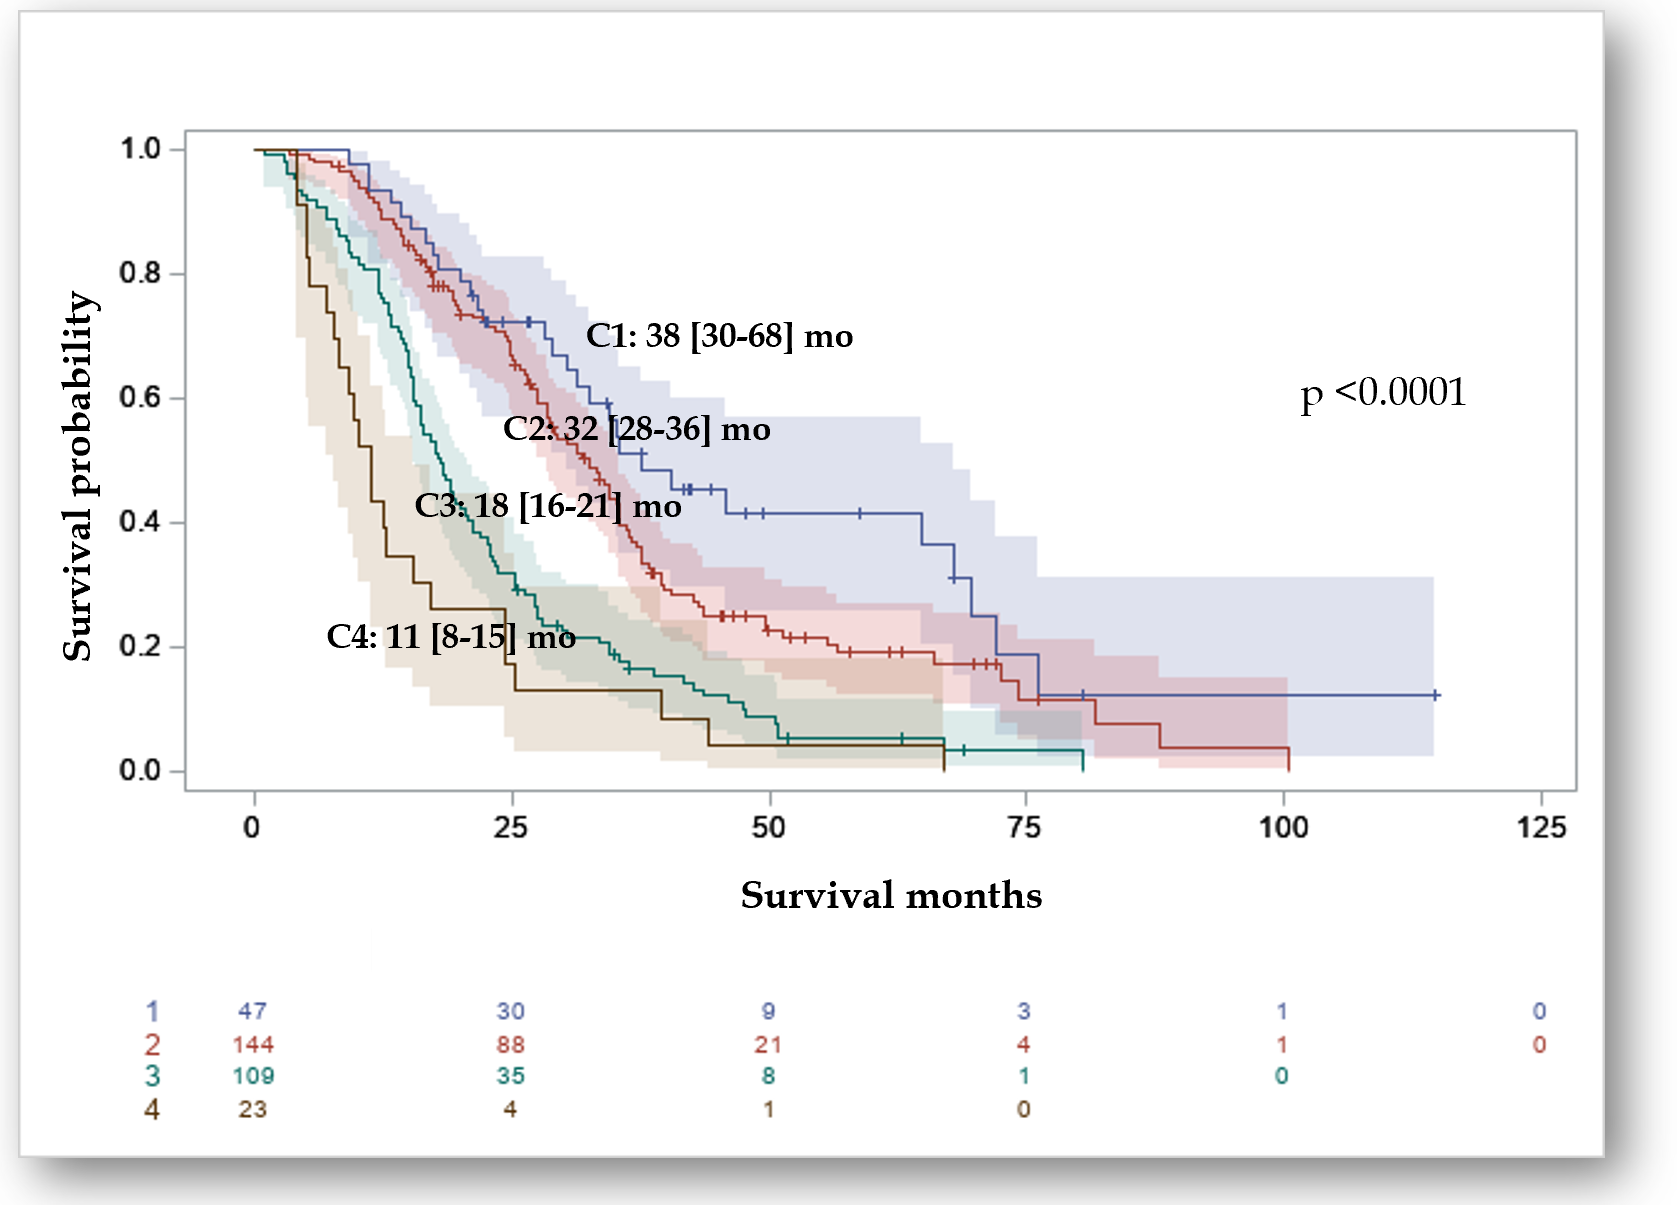 1.0
0.8
0.6
0.4
0.2
0.0
Survival probability
C1: 38 [30-68] mo
p <0.0001
C2: 32 [28-36] mo
C3: 18 [16-21] mo
C4: 11 [8-15] mo
0 25 50 75 100 125
Survival months
1 47 30 9 3 1 0
2 144 88 21 4 1 0
3 109 35 8 1 0
4 23 4 1 0